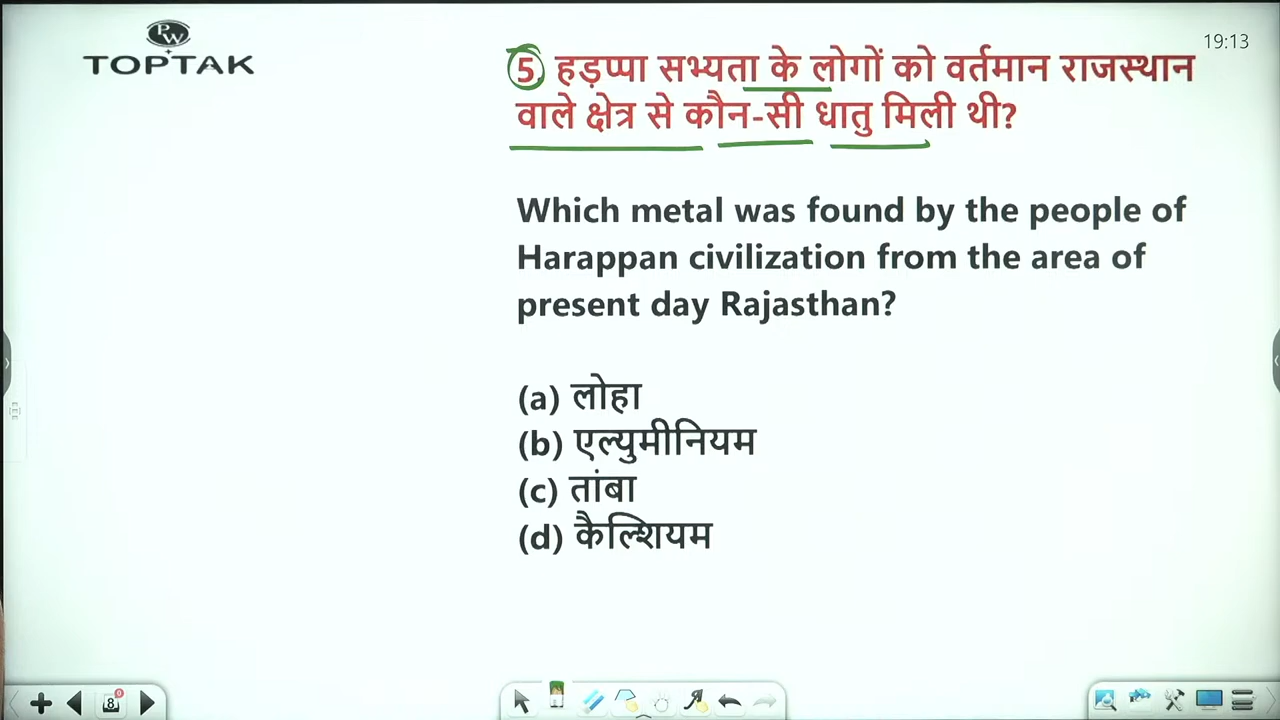 PW
TOPTAK
19:13
5 हड़प्पा सभ्यता के लोगों को वर्तमान राजस्थान
वाले क्षेत्र से कौन-सी धातु मिली थी?
Which metal was found by the people of
Harappan civilization from the area of
present day Rajasthan?
(a) लोहा
(b) एल्युमीनियम
(c) तांबा
(d) कैल्शियम
8
0